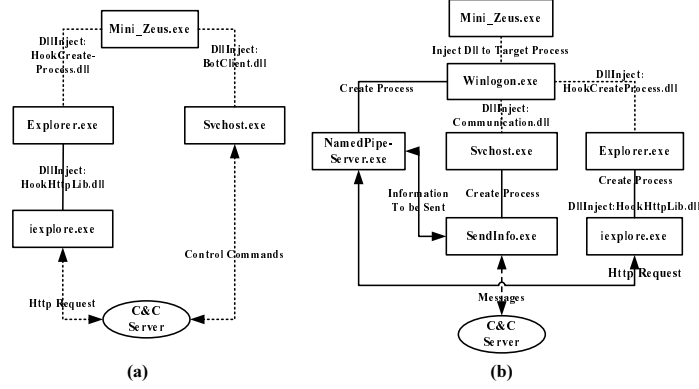 Mini_Zeus.exe
DllInject:
HookCreate-
Process.dll
DllInject:
BotClient.dll
Explorer.exe
Svchost.exe
DllInject:
HookHttpLib.dll
iexplore.exe
Control Commands
Http Request
C&C
Server
(a)
Mini_Zeus.exe
Inject Dll to Target Process
Winlogon.exe
Create Process
DllInject:
Communication.dll
DllInject:
HookCreateProcess.dll
NamedPipe-
Server.exe
Svchost.exe
Explorer.exe
Information
To be Sent
Create Process
Create Process
DllInject:HookHttpLib.dll
SendInfo.exe
iexplore.exe
Http Request
Messages
C&C
Server
(b)